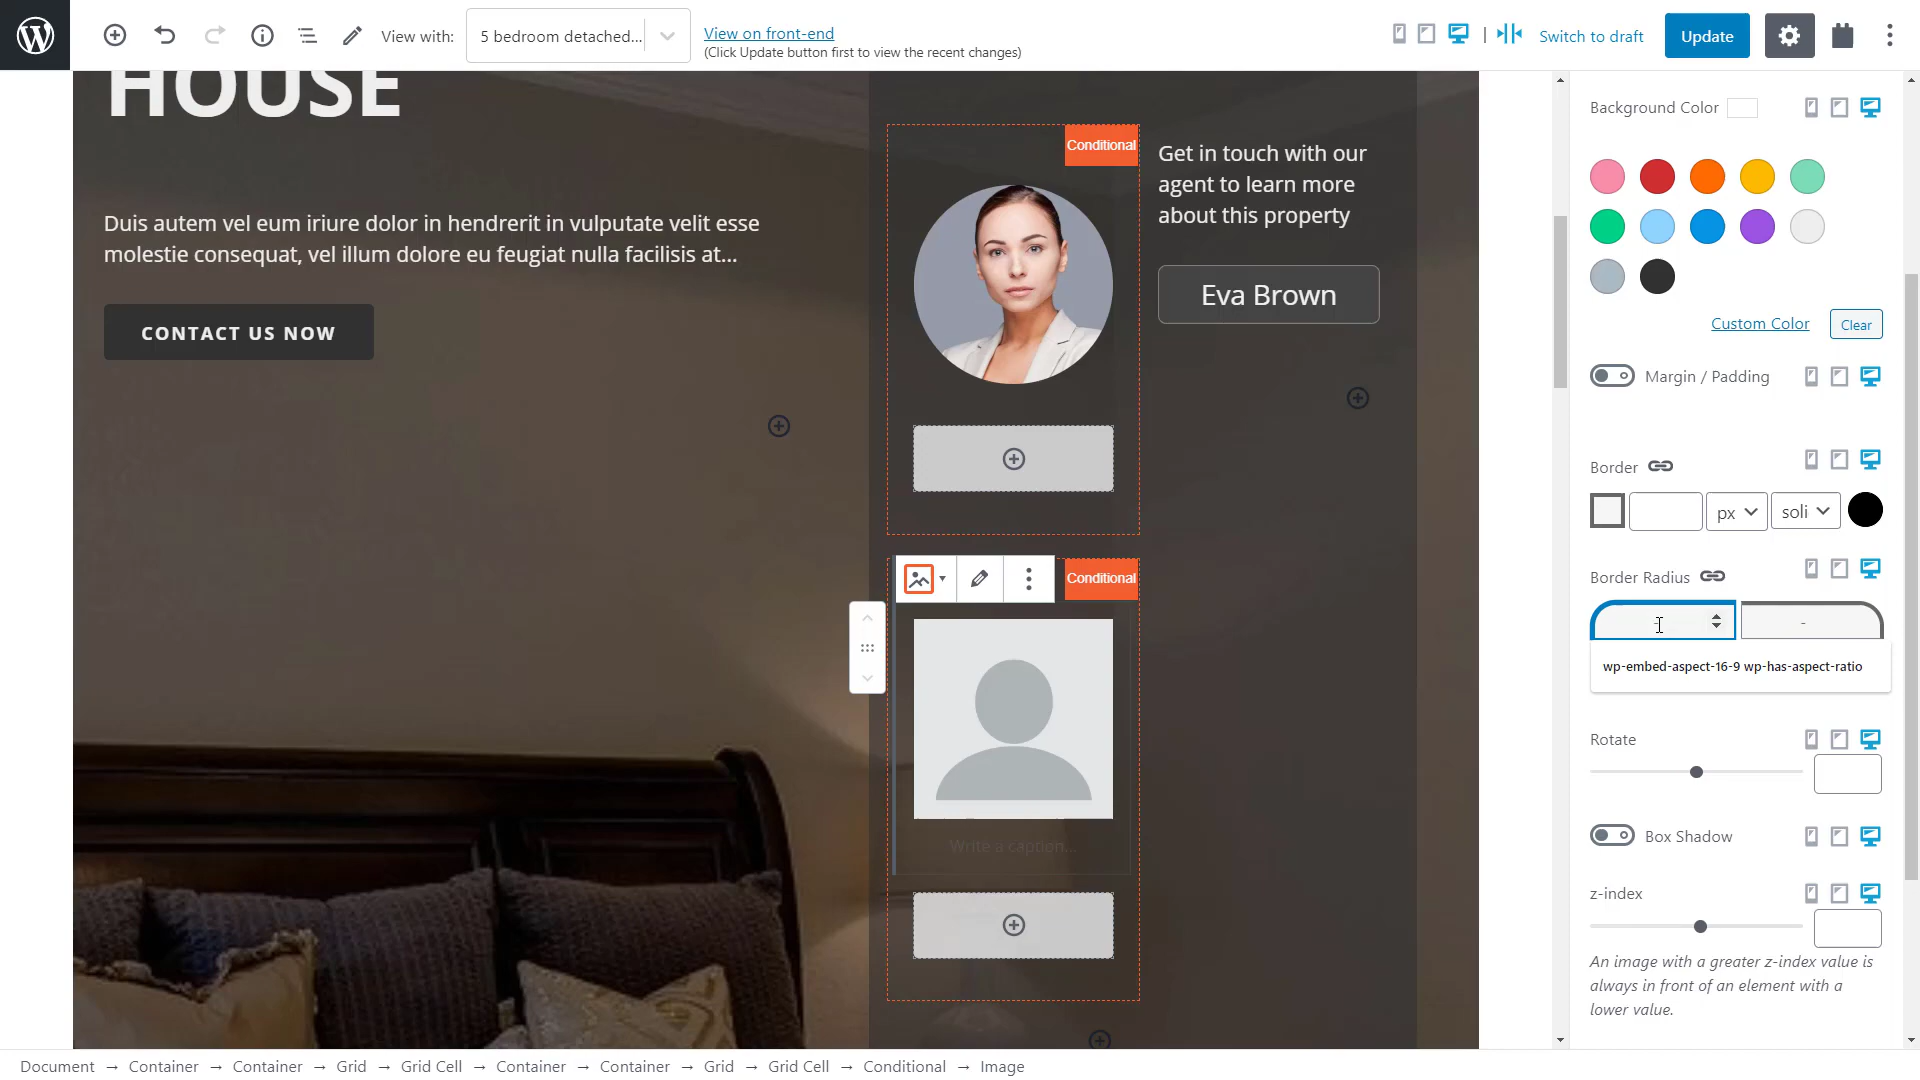 View with:
5 bedroom detached...
View on front-end
(Click Update button first to view the recent changes)
Switch to draft
Update
HOUSE
Duis autem vel eum iriure dolor in hendrerit in vulputate velit esse
molestie consequat, vel illum dolore eu feugiat nulla facilisis at...
CONTACT US NOW
Conditional
Get in touch with our
agent to learn more
about this property
Eva Brown
Conditional
Write a caption...
Background Color
Custom Color
Clear
Margin / Padding
Border
px
soli
Border Radius
-
-
wp-embed-aspect-16-9 wp-has-aspect-ratio
Rotate
Box Shadow
z-index
An image with a greater z-index value is
always in front of an element with a
lower value.
Document → Container → Container → Grid → Grid Cell → Container → Container → Grid → Grid Cell → Conditional → Image